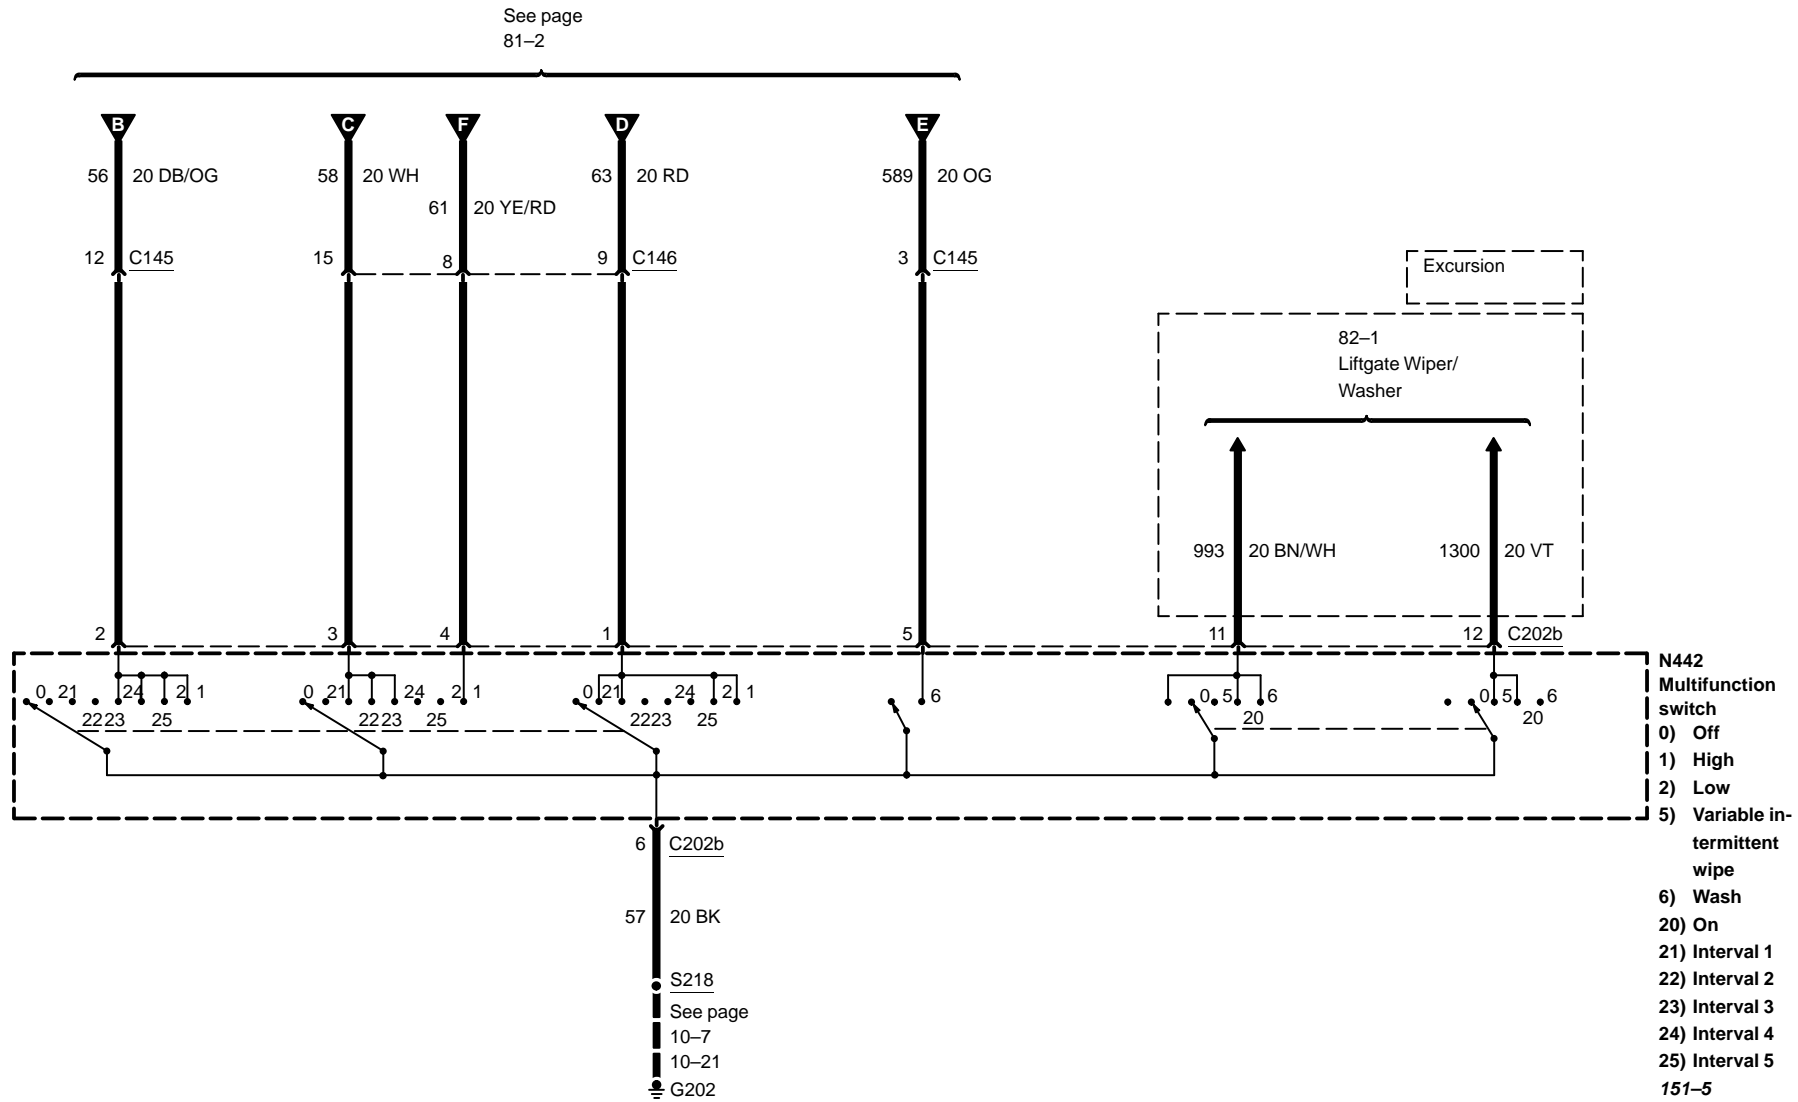 See page
81–2
B
C
F
D
E
56 20 DB/OG
58 20 WH
61 20 YE/RD
63 20 RD
589 20 OG
12 C145
15
8
9 C146
3 C145
Excursion
82–1
Liftgate Wiper/
Washer
993 20 BN/WH
1300 20 VT
2
3
4
1
5
11
12 C202b
0 21 24 2 1
22 23 25
0 21 24 2 1
22 23 25
0 21 24 2 1
22 23 25
6
0 5 6
20
0 5 6
20
N442
Multifunction
switch
0) Off
1) High
2) Low
5) Variable in-
termittent
wipe
6) Wash
20) On
21) Interval 1
22) Interval 2
23) Interval 3
24) Interval 4
25) Interval 5
151–5
6 C202b
57 20 BK
S218
See page
10–7
10–21
G202